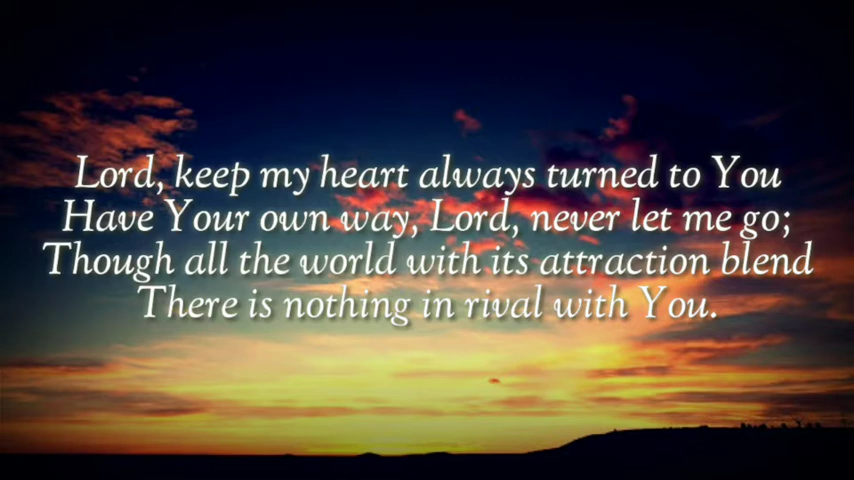 Lord, keep my heart always turned to You
Have Your own way, Lord, never let me go;
Though all the world with its attraction blend
There is nothing in rival with You.